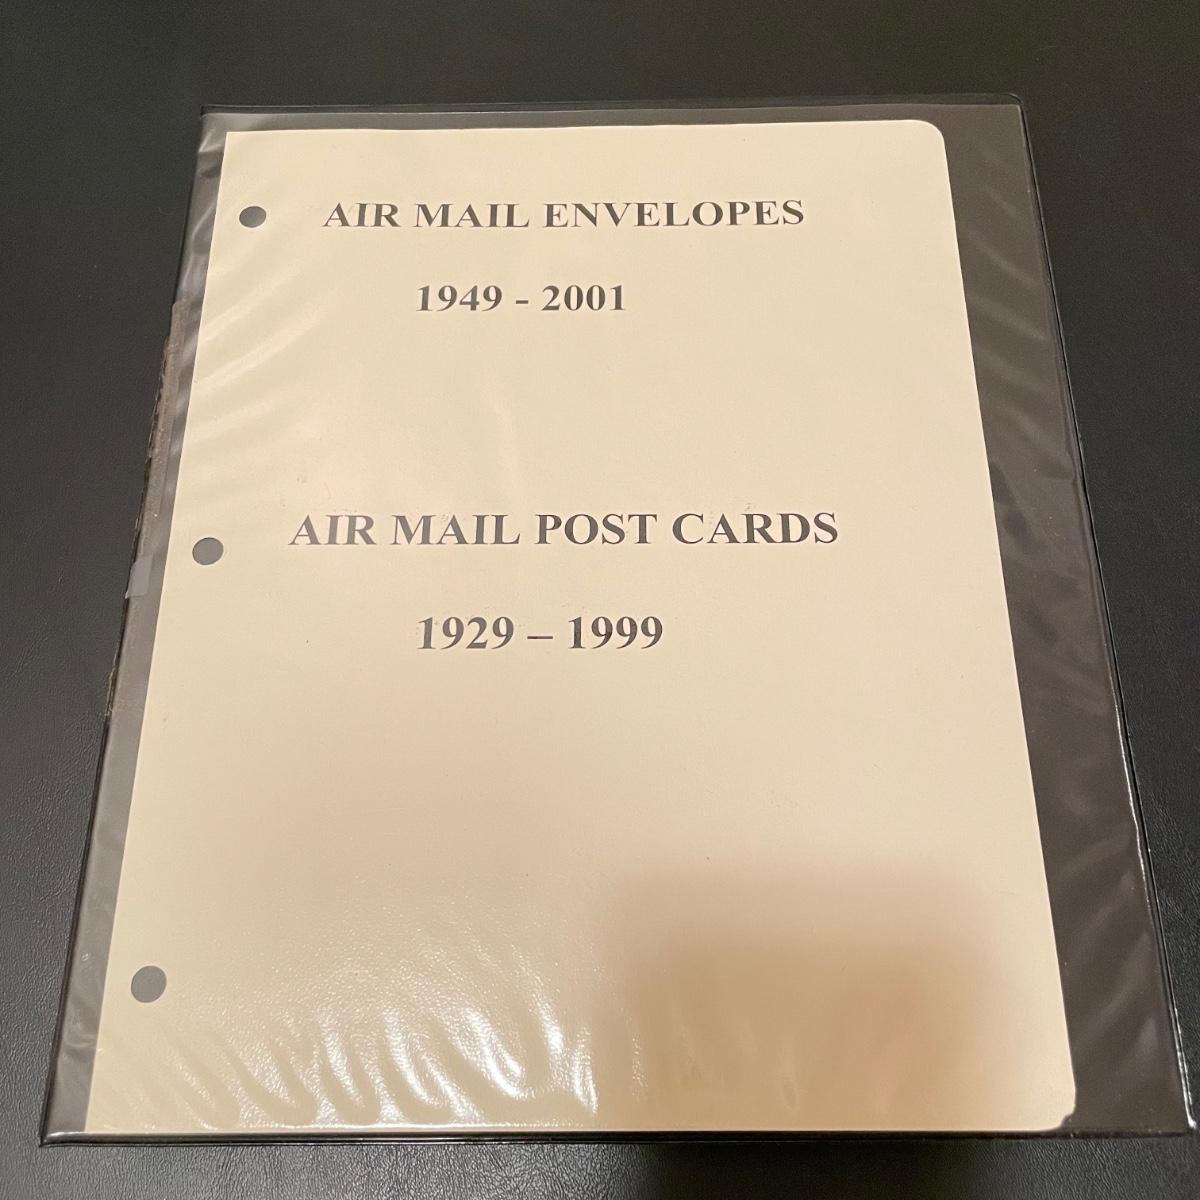 AIR MAIL ENVELOPES
1949 - 2001
AIR MAIL POST CARDS
1929 – 1999